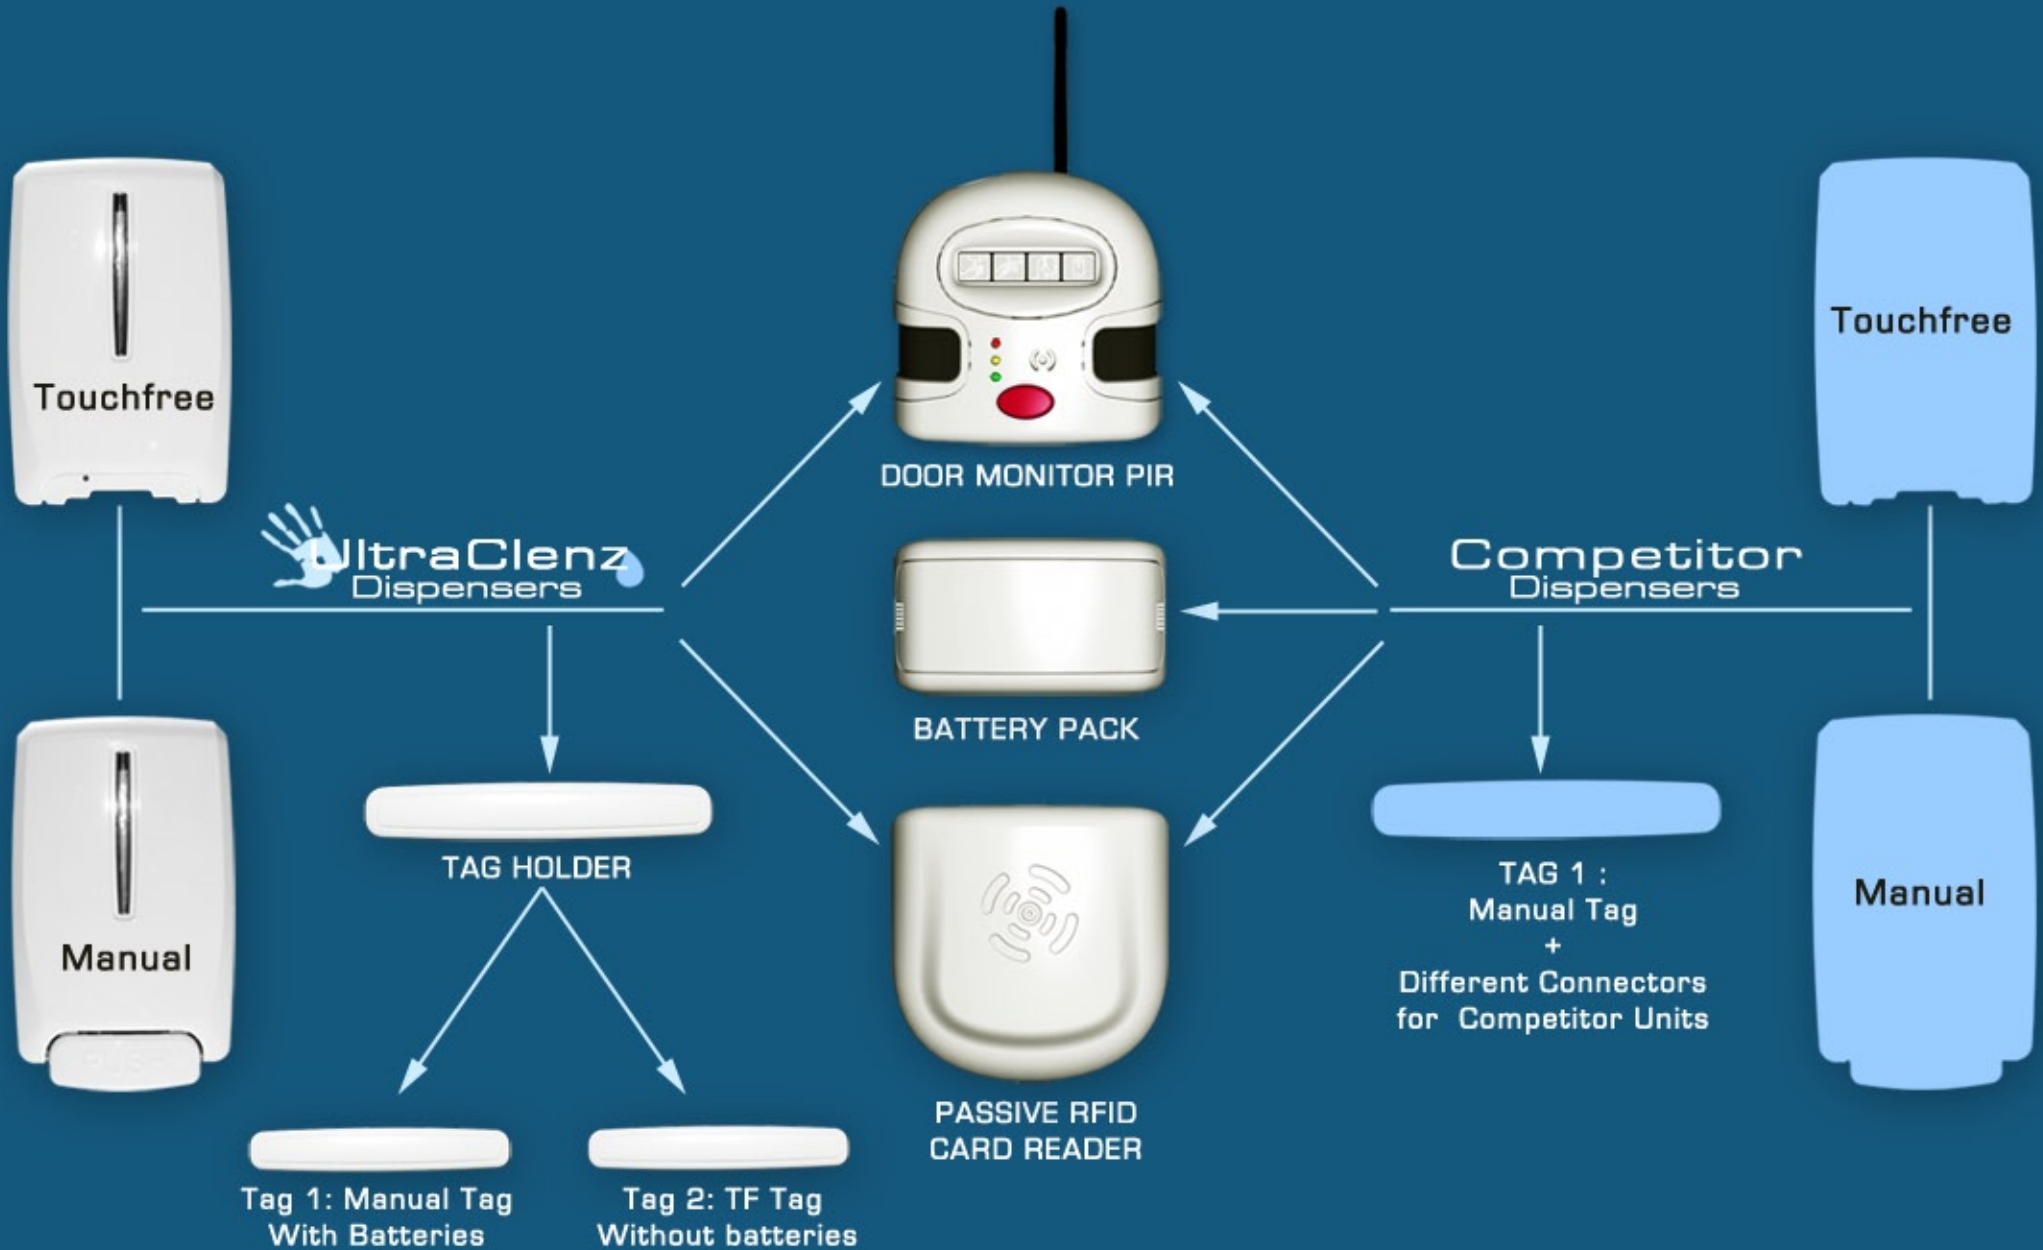 Touchfree
Manual
UltraClenz
Dispensers
TAG HOLDER
Tag 1: Manual Tag
With Batteries
Tag 2: TF Tag
Without batteries
DOOR MONITOR PIR
BATTERY PACK
PASSIVE RFID
CARD READER
Competitor
Dispensers
TAG 1 :
Manual Tag
+
Different Connectors
for Competitor Units
Touchfree
Manual
PUSH